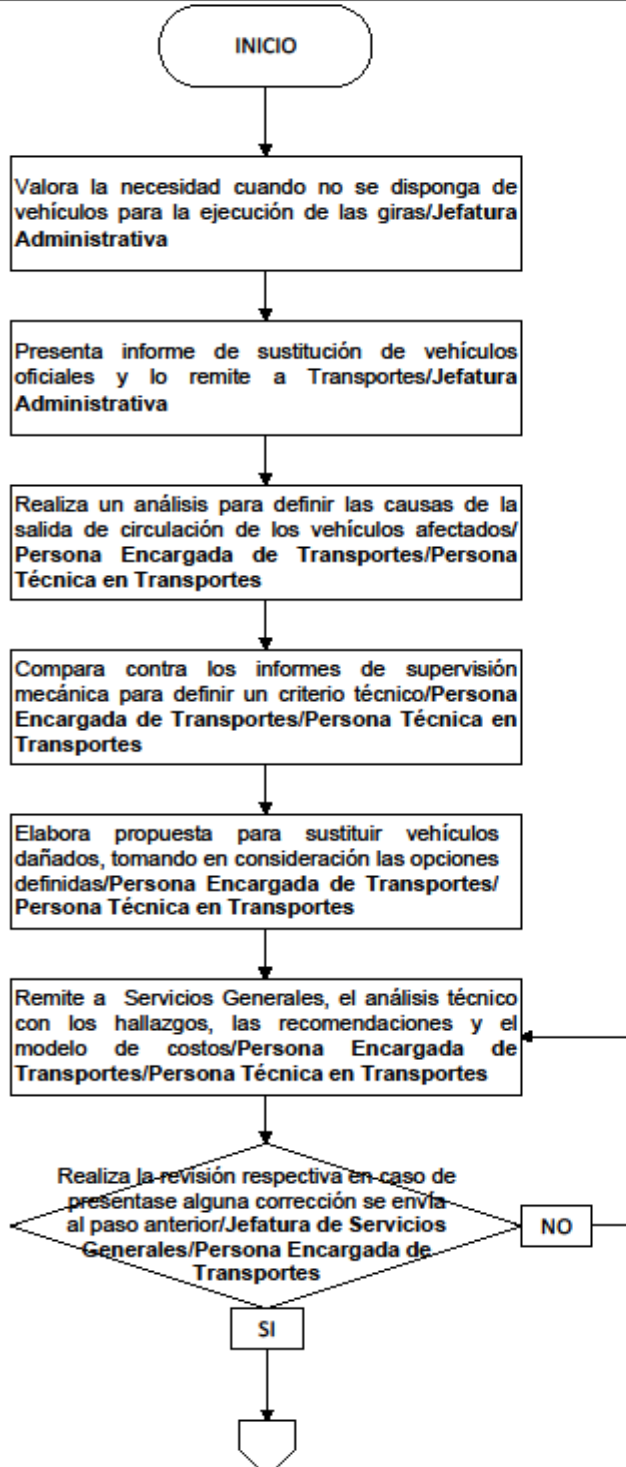 INICIO
Valora la necesidad cuando no se disponga de
vehículos para la ejecución de las giras/Jefatura
Administrativa
Presenta informe de sustitución de vehículos
oficiales y lo remite a Transportes/Jefatura
Administrativa
Realiza un análisis para definir las causas de la
salida de circulación de los vehículos afectados/
Persona Encargada de Transportes/Persona
Técnica en Transportes
Compara contra los informes de supervisión
mecánica para definir un criterio técnico/Persona
Encargada de Transportes/Persona Técnica en
Transportes
Elabora propuesta para sustituir vehículos
dañados, tomando en consideración las opciones
definidas/Persona Encargada de Transportes/
Persona Técnica en Transportes
Remite a Servicios Generales, el análisis técnico
con los hallazgos, las recomendaciones y el
modelo de costos/Persona Encargada de
Transportes/Persona Técnica en Transportes
Realiza la revisión respectiva en caso de
presentase alguna corrección se envía
al paso anterior/Jefatura de Servicios
Generales/Persona Encargada de
Transportes
NO
SI